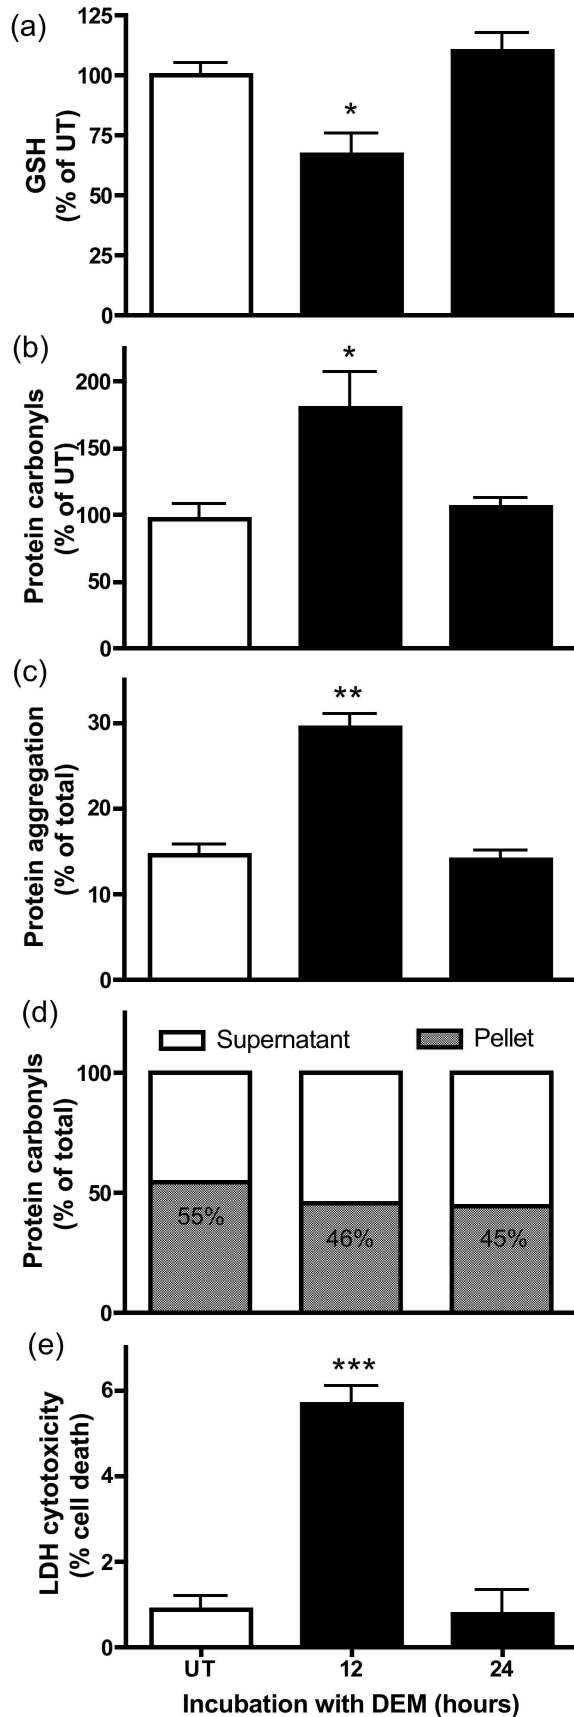 (a)
GSH
(% of UT)
125
100
75
50
25
0
*
(b)
Protein carbonyls
(% of UT)
200
150
100
50
0
*
(c)
Protein aggregation
(% of total)
30
20
10
0
**
(d)
Protein carbonyls
(% of total)
100
50
0
Supernatant Pellet
55% 46% 45%
(e)
LDH cytotoxicity
(% cell death)
6
4
2
0
***
UT 12 24
Incubation with DEM (hours)